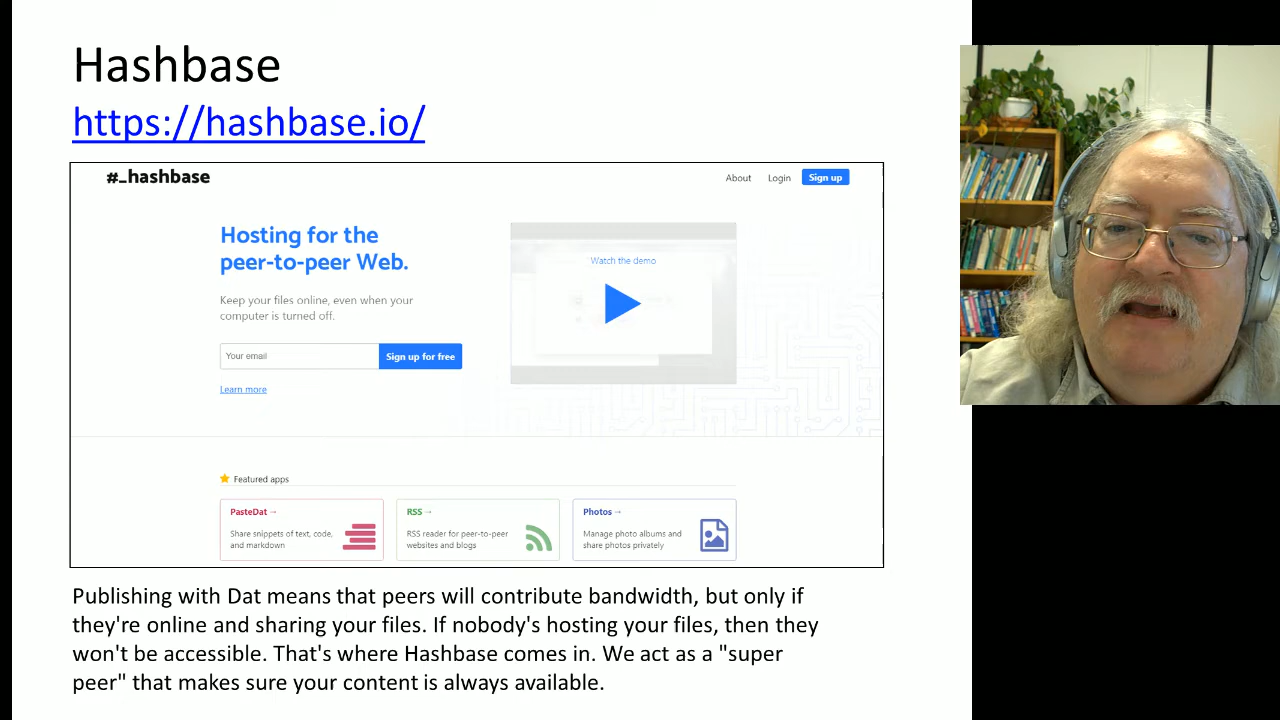 Hashbase
https://hashbase.io/
#_hashbase
About Login Sign up
Hosting for the
peer-to-peer Web.
Keep your files online, even when your
computer is turned off.
Your email Sign up for free
Learn more
Watch the demo
Featured apps
PasteDat →
Share snippets of text, code,
and markdown
RSS →
RSS reader for peer-to-peer
websites and blogs
Photos →
Manage photo albums and
share photos privately
Publishing with Dat means that peers will contribute bandwidth, but only if
they're online and sharing your files. If nobody's hosting your files, then they
won't be accessible. That's where Hashbase comes in. We act as a "super
peer" that makes sure your content is always available.